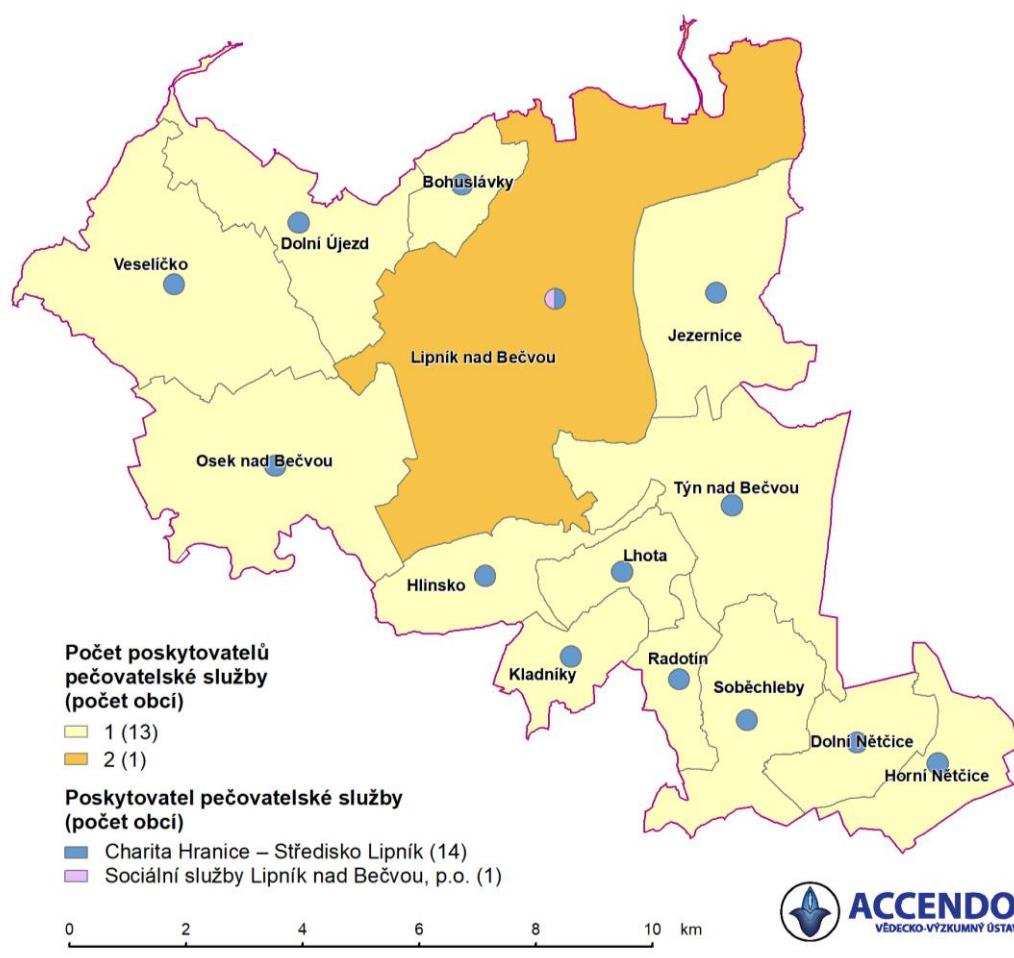 Bohuslávky
Dolní Újezd
Veselíčko
Jezernice
Lipník nad Bečvou
Osek nad Bečvou
Týn nad Bečvou
Lhota
Hlinsko
Radotín
Kladníky
Soběchleby
Dolní Nětčice
Horní Nětčice
Počet poskytovatelů
pečovatelské služby
(počet obcí)
1 (13)
2 (1)
Poskytovatel pečovatelské služby
(počet obcí)
Charita Hranice – Středisko Lipník (14)
Sociální služby Lipník nad Bečvou, p.o. (1)
0 2 4 6 8 10 km
ACCENDO
VĚDECKO-VÝZKUMNÝ ÚSTAV